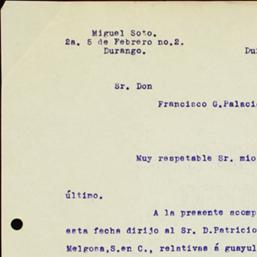 Miguel Soto.
2a. 5 de Febrero no.2.
Durango.
Sr. Don
Francisco G.Palaci
Muy respetable Sr. mio
último.
A la presente acomp
esta fecha dirijo al Sr. D.Patricio
Melgosa,S.en C., relativas á guayul